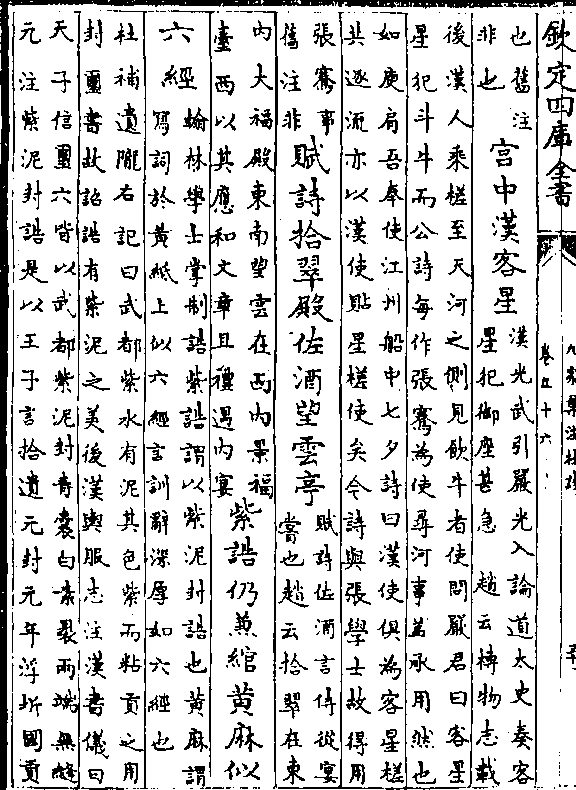 欽定四庫全書
九家集注杜詩
也舊注
非也
宮中漢客星
漢光武引嚴光入論道太史奏客
星犯御座甚急 趙云博物志載
後漢人乘槎至天河之側見飲牛者使問嚴君曰客星
星犯斗牛而公詩每作張騫為使尋河事蓋承用然也
如庾肩吾奉使江州船中七夕詩曰漢使俱為客星槎
共逐流亦以漢使貼星槎使矣今詩與張學士故得用
張騫事
舊注非
賦詩拾翠殿佐酒望雲亭
賦詩佐酒言侍從宴
嘗也趙云拾翠在東
内大福殿東南望雲在西内景福
臺西以其應和文章且禮遇内宴
紫誥仍兼綰黄麻似
六經
翰林學士掌制誥紫誥謂以紫泥封誥也黄麻謂
寫詞於黄紙上似六經言訓辭深厚如六經也
杜補遺隴右記曰武都紫水有泥其色紫而粘貢之用
封璽書故詔誥有紫泥之美後漢輿服志注漢書儀曰
天子信璽六皆以武都紫泥封青囊白素裏兩端無縫
元注紫泥封誥是以王子言拾遺元封元年浮圻國貢